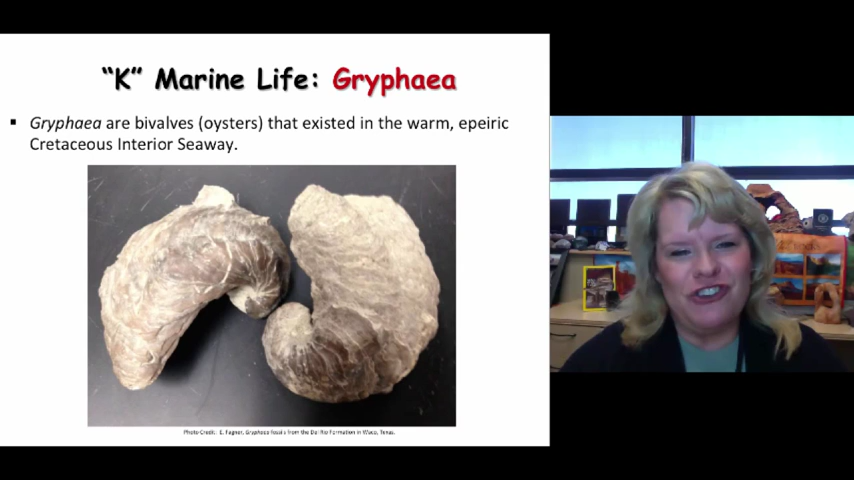 “K” Marine Life: Gryphaea
▪ Gryphaea are bivalves (oysters) that existed in the warm, epeiric
Cretaceous Interior Seaway.
Photo Credit: E. Fagner, Gryphaea fossils from the Del Rio Formation in Waco, Texas.